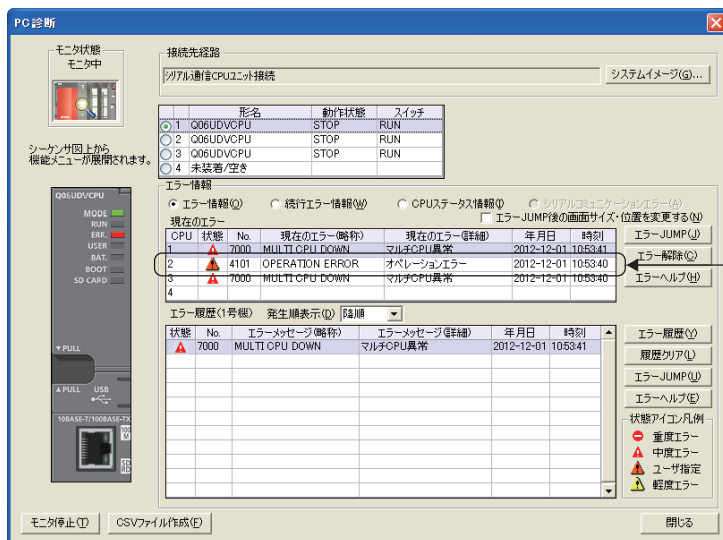 PC診断
モニタ状態
モニタ中
接続先経路
シリアル通信CPUユニット接続
システムイメージ(G)...
シーケンサ図上から
機能メニューが展開されます。
形名 動作状態 スイッチ
1 Q06UDVCPU STOP RUN
2 Q06UDVCPU STOP RUN
3 Q06UDVCPU STOP RUN
4 未装着/空き
Q06UDVCPU
MODE
RUN
ERR.
USER
BAT.
BOOT
SD CARD
▼PULL
▲PULL USB
10BASE-T/100BASE-TX
100
M
SD
RD
エラー情報
エラー情報(O) 続行エラー情報(W) CPUステータス情報(I) シリアルコミュニケーションエラー(A)
現在のエラー
エラーJUMP後の画面サイズ・位置を変更する(N)
CPU 状態 No. 現在のエラー(略称) 現在のエラー(詳細) 年月日 時刻
1 7000 MULTI CPU DOWN マルチCPU異常 2012-12-01 10:53:41
2 4101 OPERATION ERROR オペレーションエラー 2012-12-01 10:53:40
3 7000 MULTI CPU DOWN マルチCPU異常 2012-12-01 10:53:40
4
エラーJUMP(J)
エラー解除(C)
エラーヘルプ(H)
エラー履歴(1号機) 発生順表示(D) 降順
状態 No. エラーメッセージ(略称) エラーメッセージ(詳細) 年月日 時刻
7000 MULTI CPU DOWN マルチCPU異常 2012-12-01 10:53:41
エラー履歴(Y)
履歴クリア(L)
エラーJUMP(U)
エラーヘルプ(E)
状態アイコン凡例
重度エラー
中度エラー
ユーザ指定
軽度エラー
モニタ停止(T) CSVファイル作成(F) 閉じる